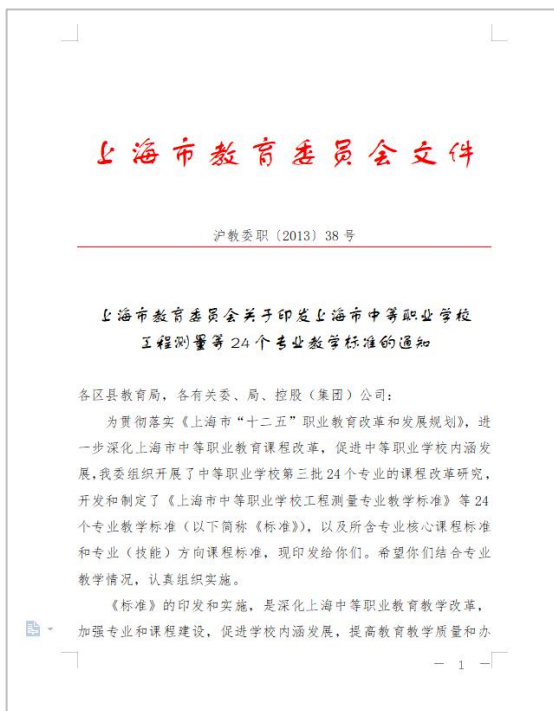 上海市教育委员会文件
沪教委职〔2013〕38 号
上海市教育委员会关于印发上海市中等职业学校
工程测量等 24 个专业教学标准的通知
各区县教育局，各有关委、局、控股（集团）公司：
为贯彻落实《上海市“十二五”职业教育改革和发展规划》，进
一步深化上海市中等职业教育课程改革，促进中等职业学校内涵发
展，我委组织开展了中等职业学校第三批 24 个专业的课程改革研究，
开发和制定了《上海市中等职业学校工程测量专业教学标准》等 24
个专业教学标准（以下简称《标准》），以及所含专业核心课程标准
和专业（技能）方向课程标准，现印发给你们。希望你们结合专业
教学情况，认真组织实施。
《标准》的印发和实施，是深化上海中等职业教育教学改革，
加强专业和课程建设，促进学校内涵发展，提高教育教学质量和办
— 1 —